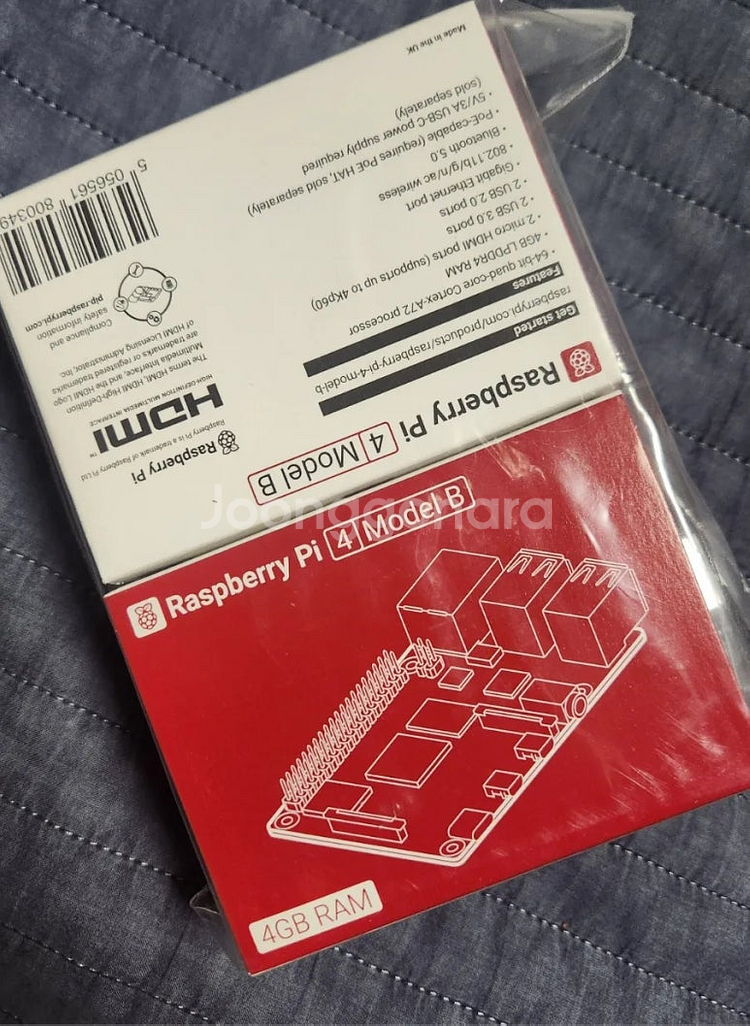 Made in the UK
Raspberry Pi
4 Model B
Get started
raspberrypi.com/products/raspberry-pi-4-model-b
Features
• 64-bit quad-core Cortex-A72 processor
• 4GB LPDDR4 RAM
• 2 micro HDMI ports (supports up to 4Kp60)
• 2 USB 3.0 ports
• 2 USB 2.0 ports
• Gigabit Ethernet port
• 802.11b/g/n/ac wireless
• Bluetooth 5.0
• PoE-capable (requires PoE HAT, sold separately)
• 5V/3A USB-C power supply required
(sold separately)
Raspberry Pi
Raspberry Pi is a trademark of Raspberry Pi Ltd
HDMI™
HIGH-DEFINITION MULTIMEDIA INTERFACE
The terms HDMI, HDMI High-Definition
Multimedia Interface, and the HDMI Logo
are trademarks or registered trademarks
of HDMI Licensing Administrator, Inc.
Compliance and
safety information
pip.raspberrypi.com
5 056561 800349
Joonggonara
Raspberry Pi 4 Model B
4GB RAM